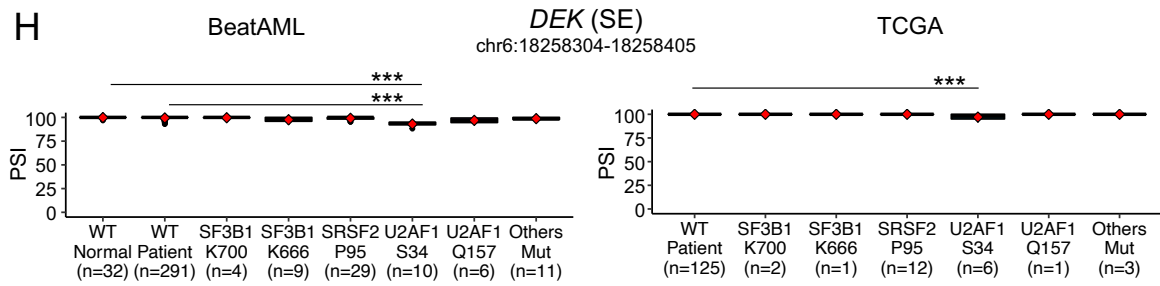 H
BeatAML
DEK (SE)
chr6:18258304-18258405
TCGA
***
***
PSI
100
75
50
25
0
WT Normal (n=32)
WT Patient (n=291)
SF3B1 K700 (n=4)
SF3B1 K666 (n=9)
SRSF2 P95 (n=29)
U2AF1 S34 (n=10)
U2AF1 Q157 (n=6)
Others Mut (n=11)
***
PSI
100
75
50
25
0
WT Patient (n=125)
SF3B1 K700 (n=2)
SF3B1 K666 (n=1)
SRSF2 P95 (n=12)
U2AF1 S34 (n=6)
U2AF1 Q157 (n=1)
Others Mut (n=3)